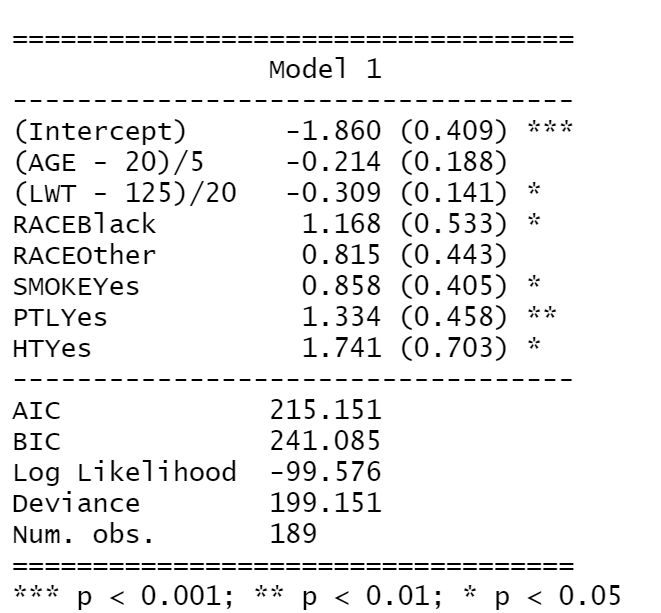 ===================================
                Model 1
-----------------------------------
(Intercept)      -1.860 (0.409) ***
(AGE - 20)/5     -0.214 (0.188)
(LWT - 125)/20   -0.309 (0.141) *
RACEBlack         1.168 (0.533) *
RACEOther         0.815 (0.443)
SMOKEYes          0.858 (0.405) *
PTLYes            1.334 (0.458) **
HTYes             1.741 (0.703) *
-----------------------------------
AIC             215.151
BIC             241.085
Log Likelihood  -99.576
Deviance        199.151
Num. obs.       189
===================================
*** p < 0.001; ** p < 0.01; * p < 0.05